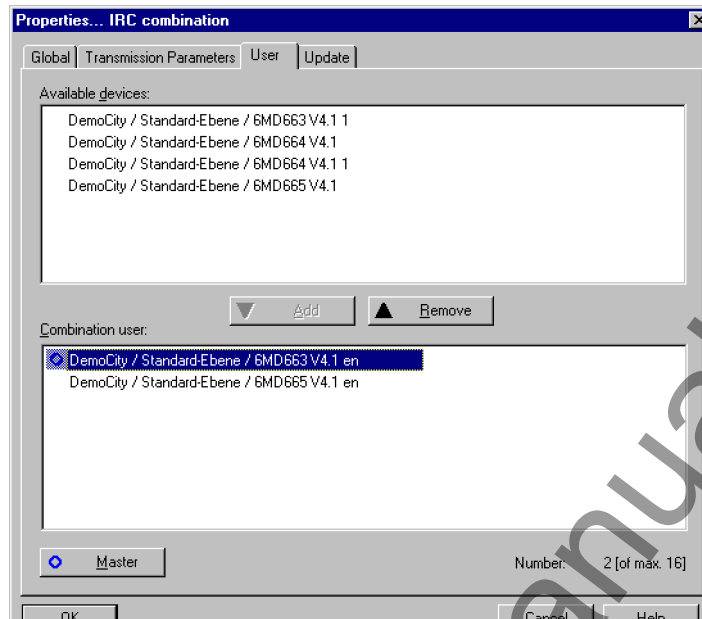 Properties... IRC combination
Global Transmission Parameters User Update
Available devices:
DemoCity / Standard-Ebene / 6MD663 V4.1 1
DemoCity / Standard-Ebene / 6MD664 V4.1
DemoCity / Standard-Ebene / 6MD664 V4.1 1
DemoCity / Standard-Ebene / 6MD665 V4.1
Add Remove
Combination user:
DemoCity / Standard-Ebene / 6MD663 V4.1 en
DemoCity / Standard-Ebene / 6MD665 V4.1 en
Master Number: 2 [of max. 16]
OK Cancel Help